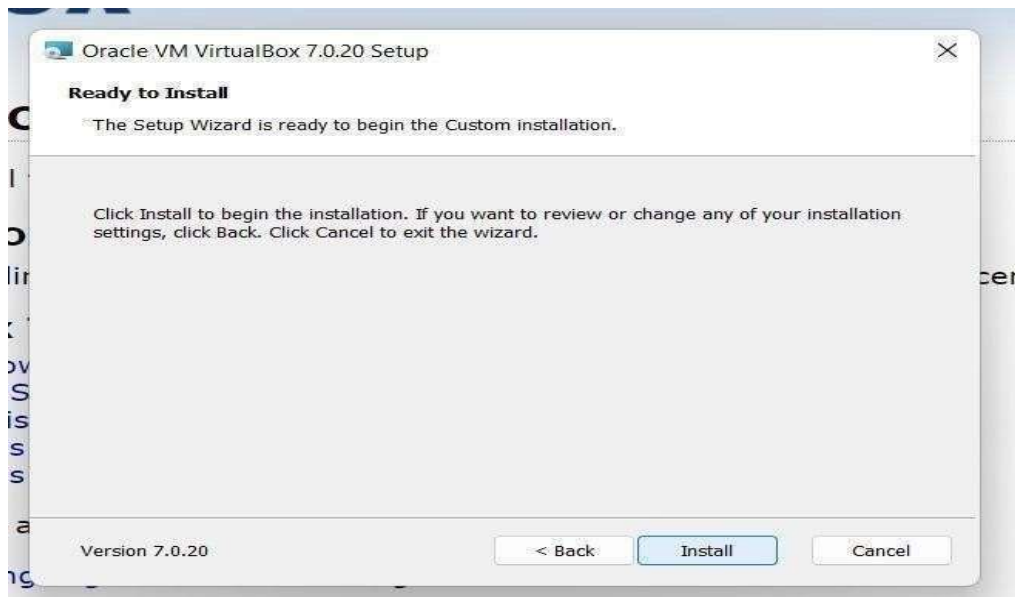 Oracle VM VirtualBox 7.0.20 Setup
Ready to Install
The Setup Wizard is ready to begin the Custom installation.
Click Install to begin the installation. If you want to review or change any of your installation
settings, click Back. Click Cancel to exit the wizard.
Version 7.0.20
< Back
Install
Cancel